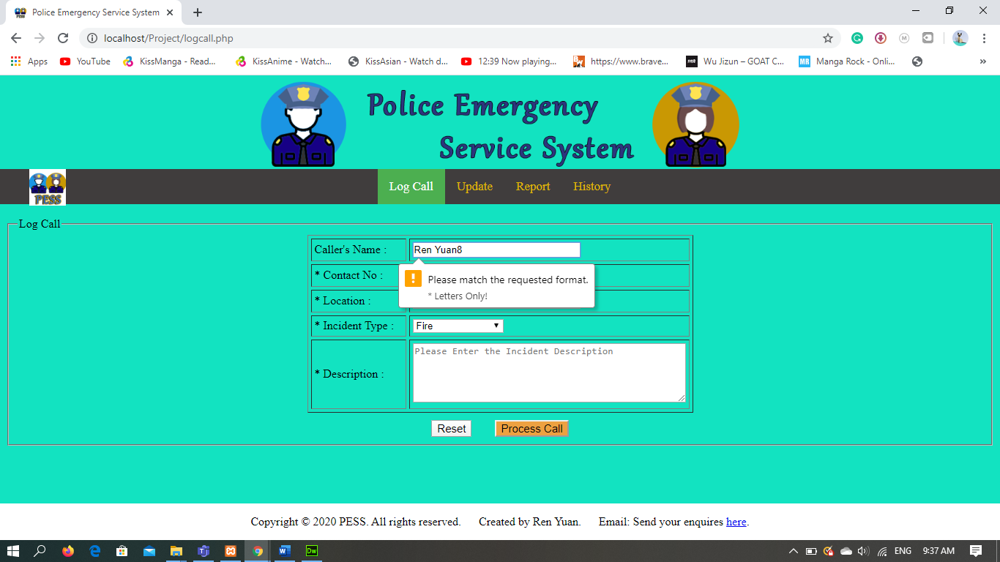 Police Emergency Service System
localhost/Project/logcall.php
Apps YouTube KissManga - Read... KissAnime - Watch... KissAsian - Watch d... 12:39 Now playing... https://www.brave... Wu Jizun – GOAT C... MR Manga Rock - Onli... »
Police Emergency
Service System
PESS Log Call Update Report History
Log Call
Caller's Name : Ren Yuan8
* Contact No : Please match the requested format.
* Letters Only!
* Location :
* Incident Type : Fire
* Description : Please Enter the Incident Description
Reset Process Call
Copyright © 2020 PESS. All rights reserved. Created by Ren Yuan. Email: Send your enquires here.
Dw ENG 9:37 AM